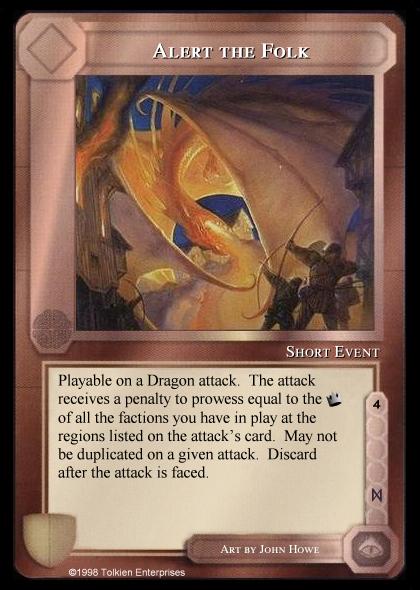 Alert the Folk
Short Event
Playable on a Dragon attack.  The attack
receives a penalty to prowess equal to the
of all the factions you have in play at the
regions listed on the attack's card.  May not
be duplicated on a given attack.  Discard
after the attack is faced.
4
Art by John Howe
©1998 Tolkien Enterprises